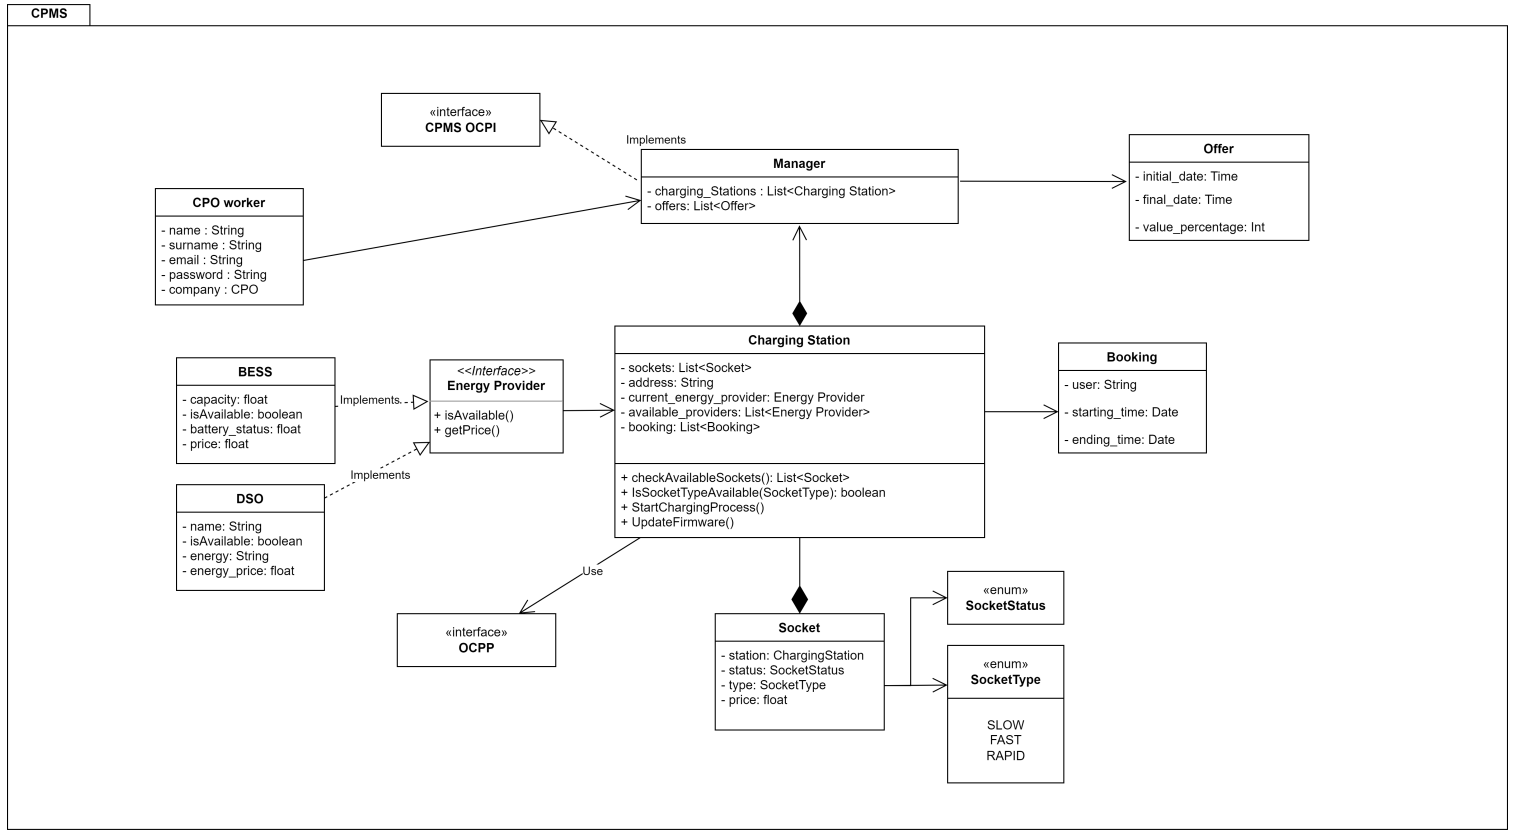 CPMS
«interface»
CPMS OCPI
Implements
Manager
- charging_Stations : List<Charging Station>
- offers: List<Offer>
Offer
- initial_date: Time
- final_date: Time
- value_percentage: Int
CPO worker
- name : String
- surname : String
- email : String
- password : String
- company : CPO
BESS
- capacity: float
- isAvailable: boolean
- battery_status: float
- price: float
Implements
<<Interface>>
Energy Provider
+ isAvailable()
+ getPrice()
Implements
DSO
- name: String
- isAvailable: boolean
- energy: String
- energy_price: float
Charging Station
- sockets: List<Socket>
- address: String
- current_energy_provider: Energy Provider
- available_providers: List<Energy Provider>
- booking: List<Booking>
+ checkAvailableSockets(): List<Socket>
+ IsSocketTypeAvailable(SocketType): boolean
+ StartChargingProcess()
+ UpdateFirmware()
Booking
- user: String
- starting_time: Date
- ending_time: Date
Use
«interface»
OCPP
Socket
- station: ChargingStation
- status: SocketStatus
- type: SocketType
- price: float
«enum»
SocketStatus
«enum»
SocketType
SLOW
FAST
RAPID